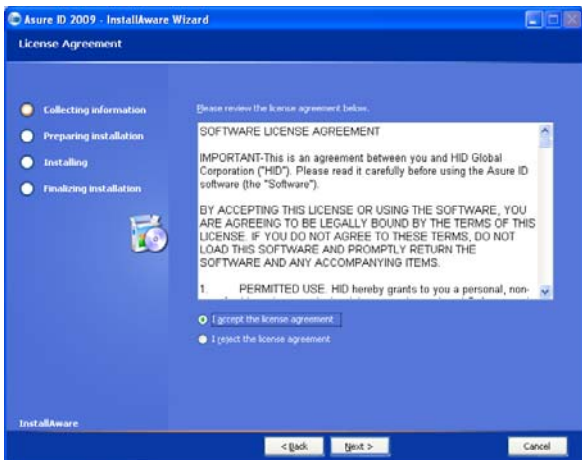 Asure ID 2009 - InstallAware Wizard
License Agreement
Collecting information
Preparing installation
Installing
Finalizing installation
Please review the license agreement below.
SOFTWARE LICENSE AGREEMENT
IMPORTANT-This is an agreement between you and HID Global
Corporation ("HID"). Please read it carefully before using the Asure ID
software (the "Software").
BY ACCEPTING THIS LICENSE OR USING THE SOFTWARE, YOU
ARE AGREEING TO BE LEGALLY BOUND BY THE TERMS OF THIS
LICENSE. IF YOU DO NOT AGREE TO THESE TERMS, DO NOT
LOAD THIS SOFTWARE AND PROMPTLY RETURN THE
SOFTWARE AND ANY ACCOMPANYING ITEMS.
1. PERMITTED USE. HID hereby grants to you a personal, non-
I accept the license agreement
I reject the license agreement
InstallAware
< Back
Next >
Cancel